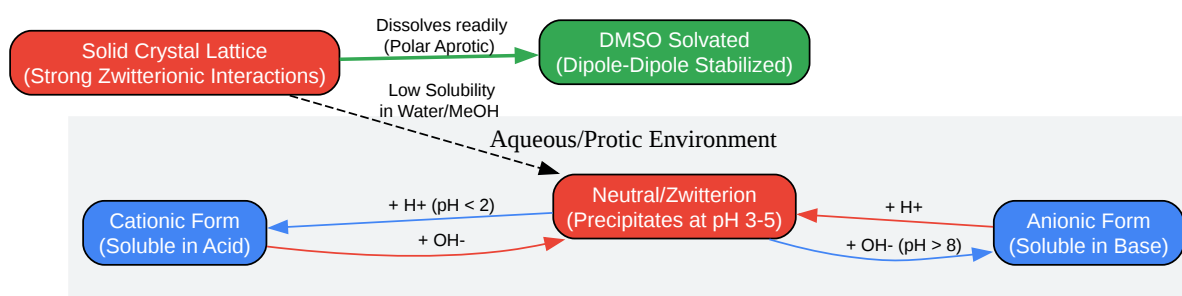 Solid Crystal Lattice
(Strong Zwitterionic Interactions)
Dissolves readily
(Polar Aprotic)
DMSO Solvated
(Dipole-Dipole Stabilized)
Low Solubility
in Water/MeOH
Aqueous/Protic Environment
Cationic Form
(Soluble in Acid)
+ H+ (pH < 2)
+ OH-
Neutral/Zwitterion
(Precipitates at pH 3-5)
+ H+
+ OH- (pH > 8)
Anionic Form
(Soluble in Base)